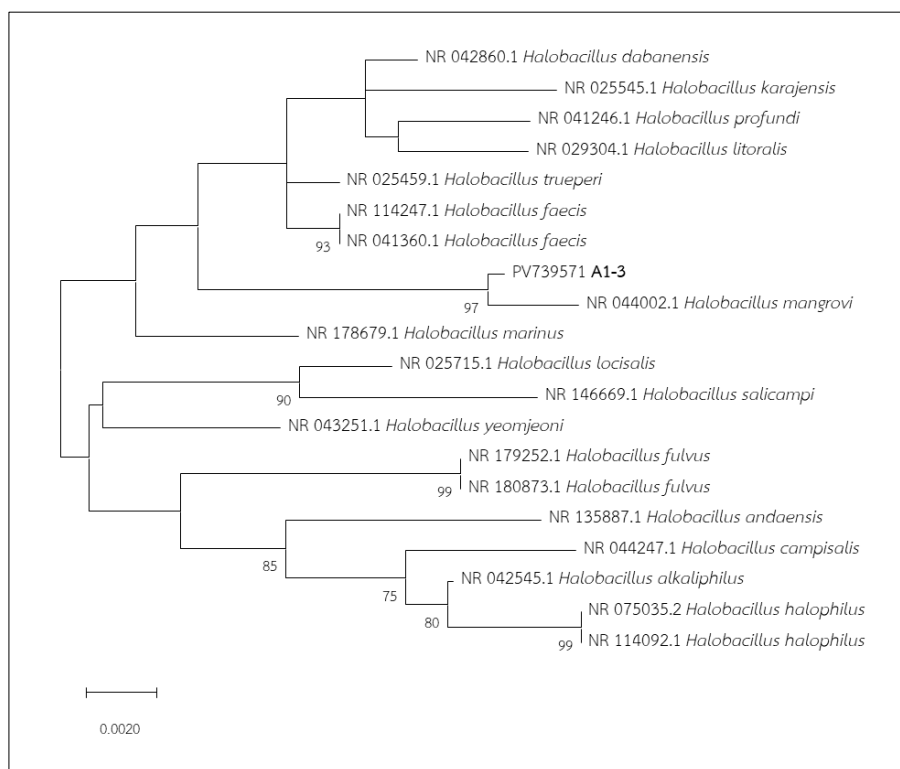 NR 042860.1 Halobacillus dabanensis
NR 025545.1 Halobacillus karajensis
NR 041246.1 Halobacillus profundi
NR 029304.1 Halobacillus litoralis
NR 025459.1 Halobacillus trueperi
NR 114247.1 Halobacillus faecis
NR 041360.1 Halobacillus faecis
93
PV739571 A1-3
NR 044002.1 Halobacillus mangrovi
97
NR 178679.1 Halobacillus marinus
NR 025715.1 Halobacillus locisalis
NR 146669.1 Halobacillus salicampi
90
NR 043251.1 Halobacillus yeomjeoni
NR 179252.1 Halobacillus fulvus
NR 180873.1 Halobacillus fulvus
99
NR 135887.1 Halobacillus andaensis
NR 044247.1 Halobacillus campisalis
85
NR 042545.1 Halobacillus alkaliphilus
75
NR 075035.2 Halobacillus halophilus
80
NR 114092.1 Halobacillus halophilus
99
0.0020